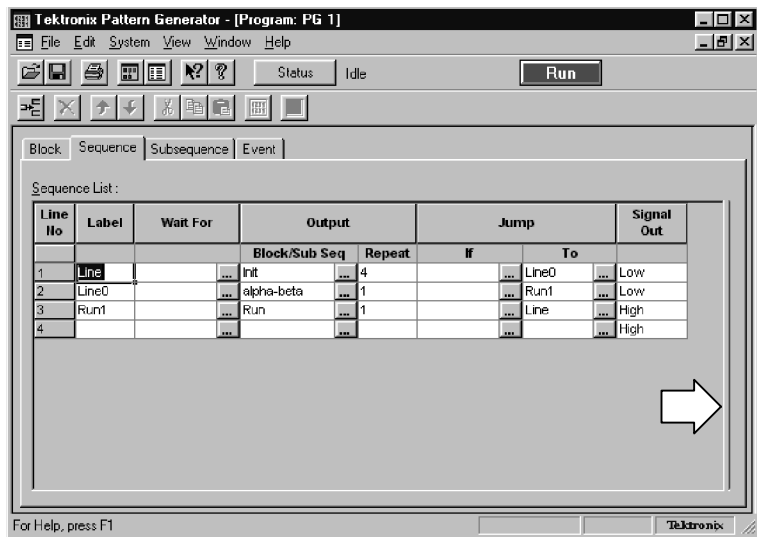 Tektronix Pattern Generator - [Program: PG 1]
File Edit System View Window Help
Status Idle Run
Block Sequence Subsequence Event
Sequence List :
Line No Label Wait For Output Jump Signal Out
Block/Sub Seq Repeat If To
1 Line ... Init ... 4 ... Line0 ... Low
2 Line0 ... alpha-beta ... 1 ... Run1 ... Low
3 Run1 ... Run ... 1 ... Line ... High
4 ... ... ... ... High
For Help, press F1 Tektronix